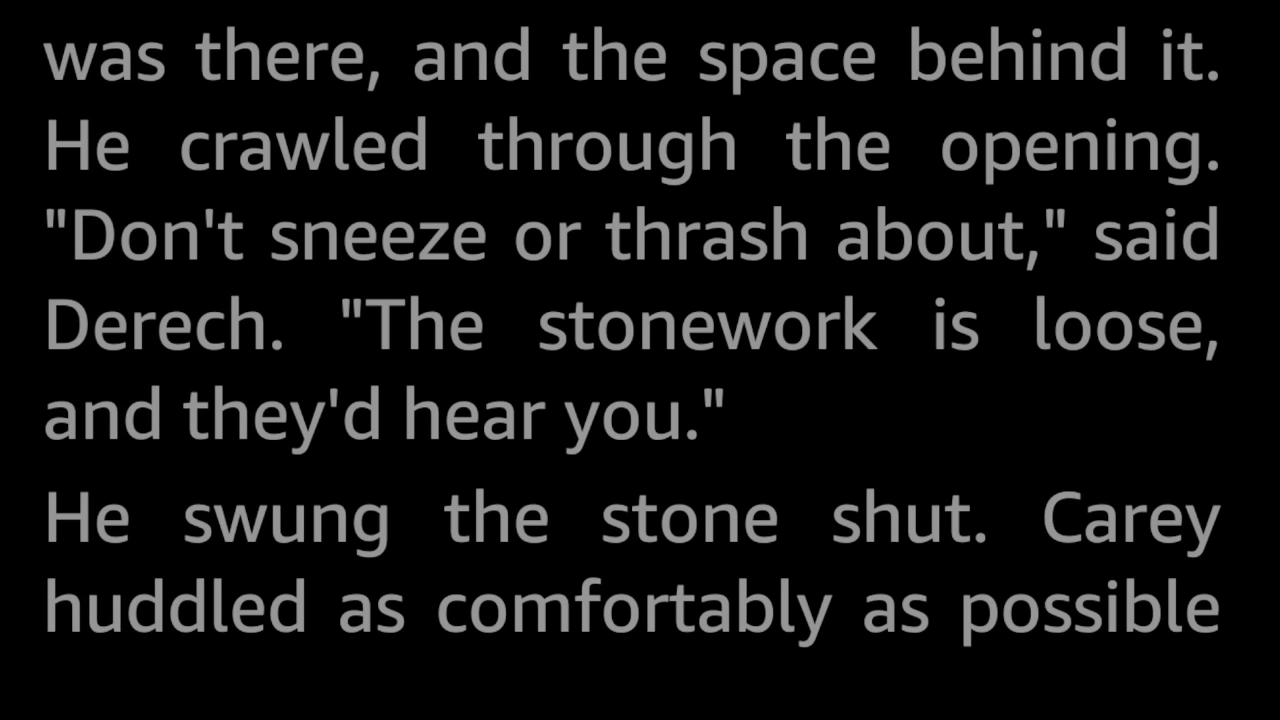 was there, and the space behind it.
He crawled through the opening.
"Don't sneeze or thrash about," said
Derech. "The stonework is loose,
and they'd hear you."
He swung the stone shut. Carey
huddled as comfortably as possible